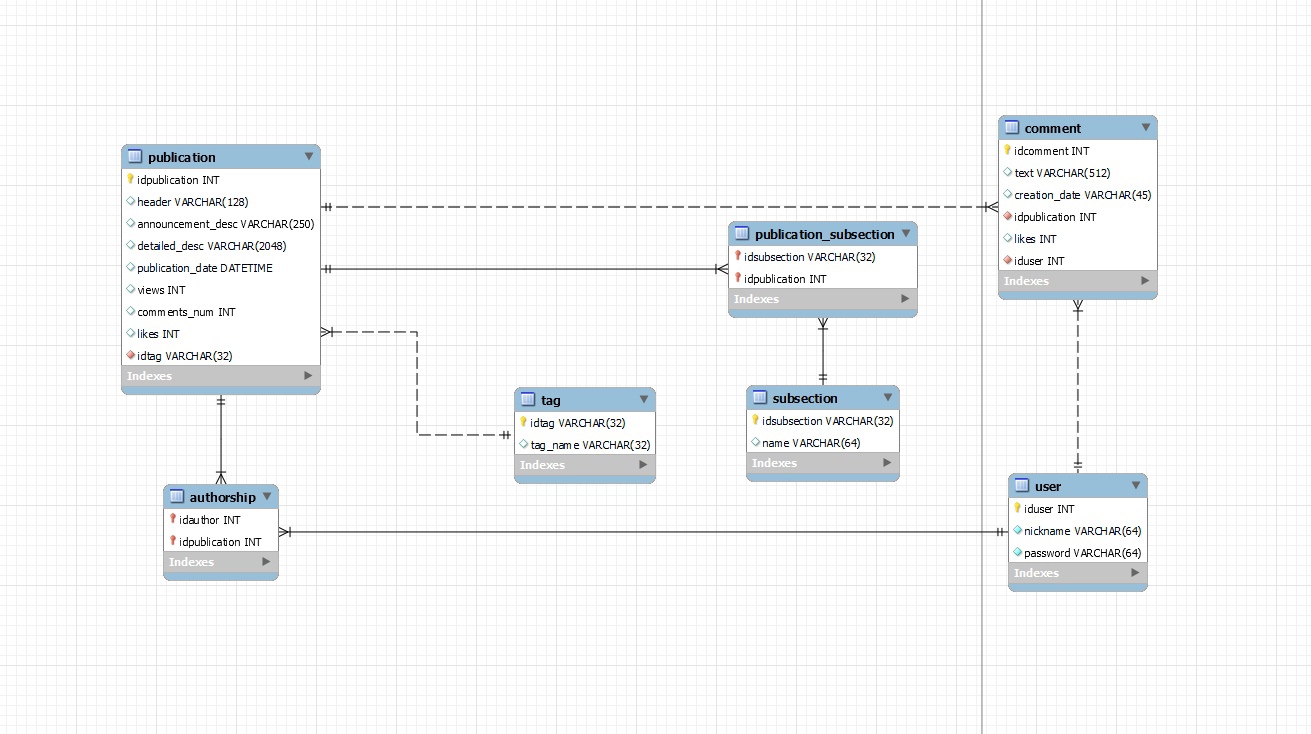 publication
idpublication INT
header VARCHAR(128)
announcement_desc VARCHAR(250)
detailed_desc VARCHAR(2048)
publication_date DATETIME
views INT
comments_num INT
likes INT
idtag VARCHAR(32)
Indexes
comment
idcomment INT
text VARCHAR(512)
creation_date VARCHAR(45)
idpublication INT
likes INT
iduser INT
Indexes
publication_subsection
idsubsection VARCHAR(32)
idpublication INT
Indexes
tag
idtag VARCHAR(32)
tag_name VARCHAR(32)
Indexes
subsection
idsubsection VARCHAR(32)
name VARCHAR(64)
Indexes
authorship
idauthor INT
idpublication INT
Indexes
user
iduser INT
nickname VARCHAR(64)
password VARCHAR(64)
Indexes